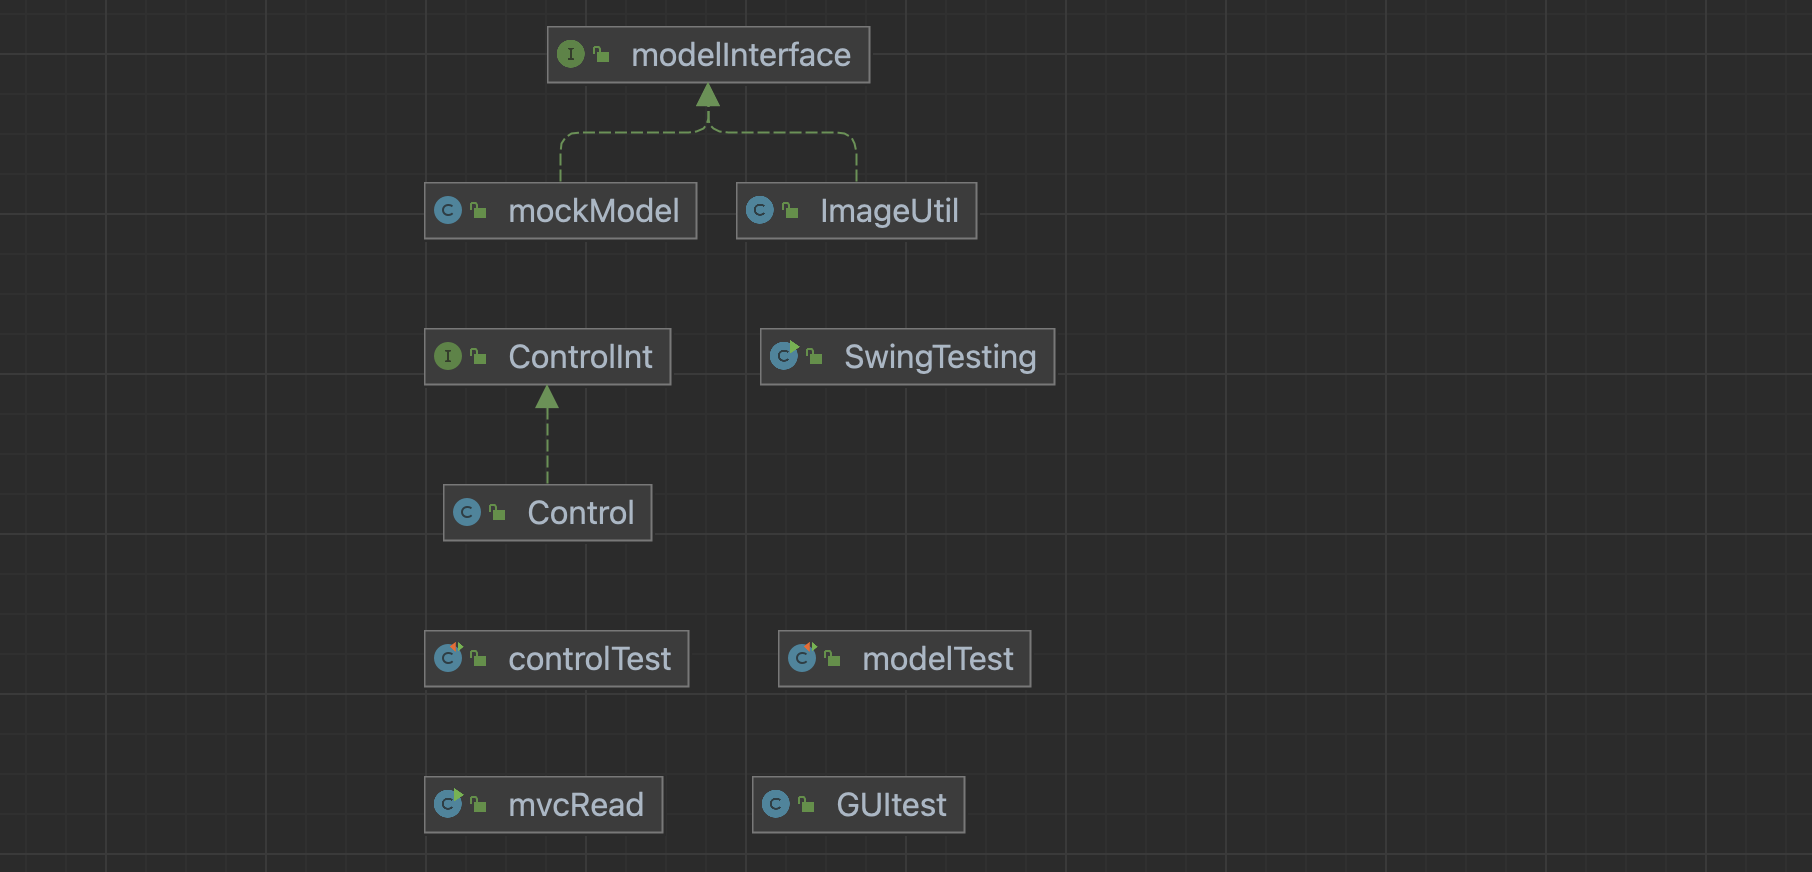 I modelInterface
C mockModel
C ImageUtil
I ControlInt
C SwingTesting
C Control
C controlTest
C modelTest
C mvcRead
C GUItest